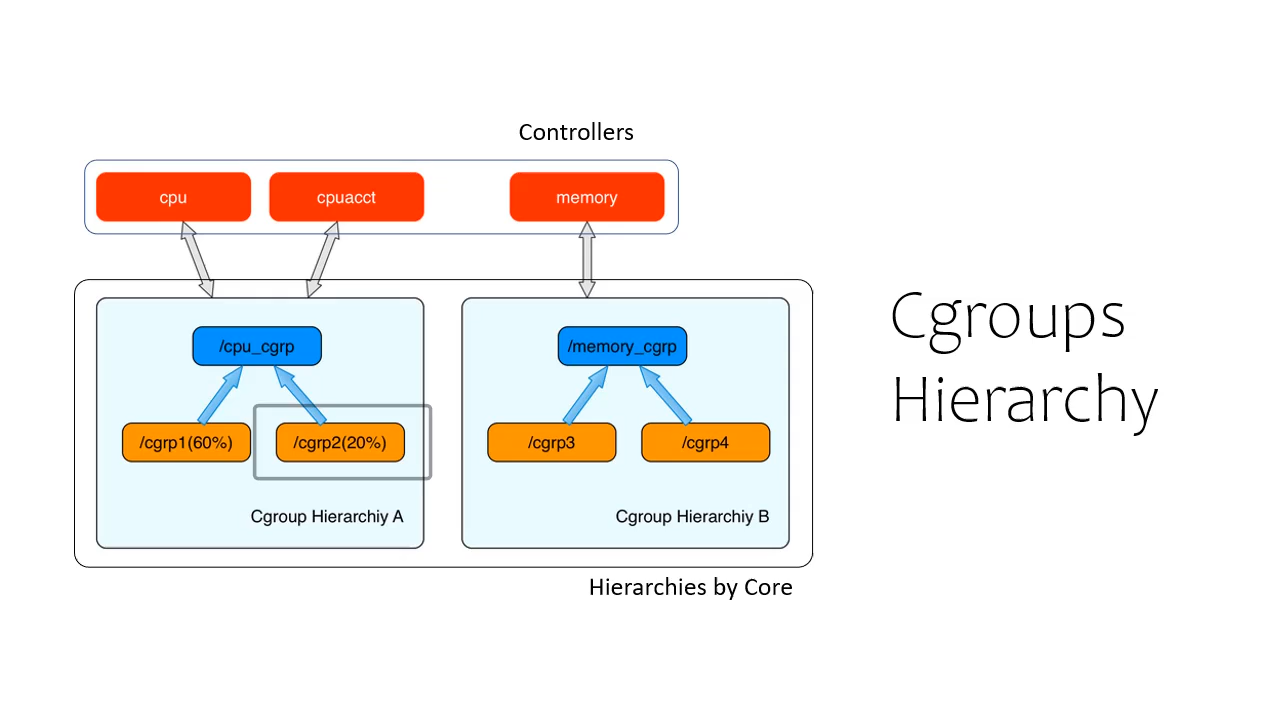 Controllers
cpu
cpuacct
memory
/cpu_cgrp
/memory_cgrp
/cgrp1(60%)
/cgrp2(20%)
/cgrp3
/cgrp4
Cgroup Hierarchiy A
Cgroup Hierarchiy B
Hierarchies by Core
Cgroups
Hierarchy